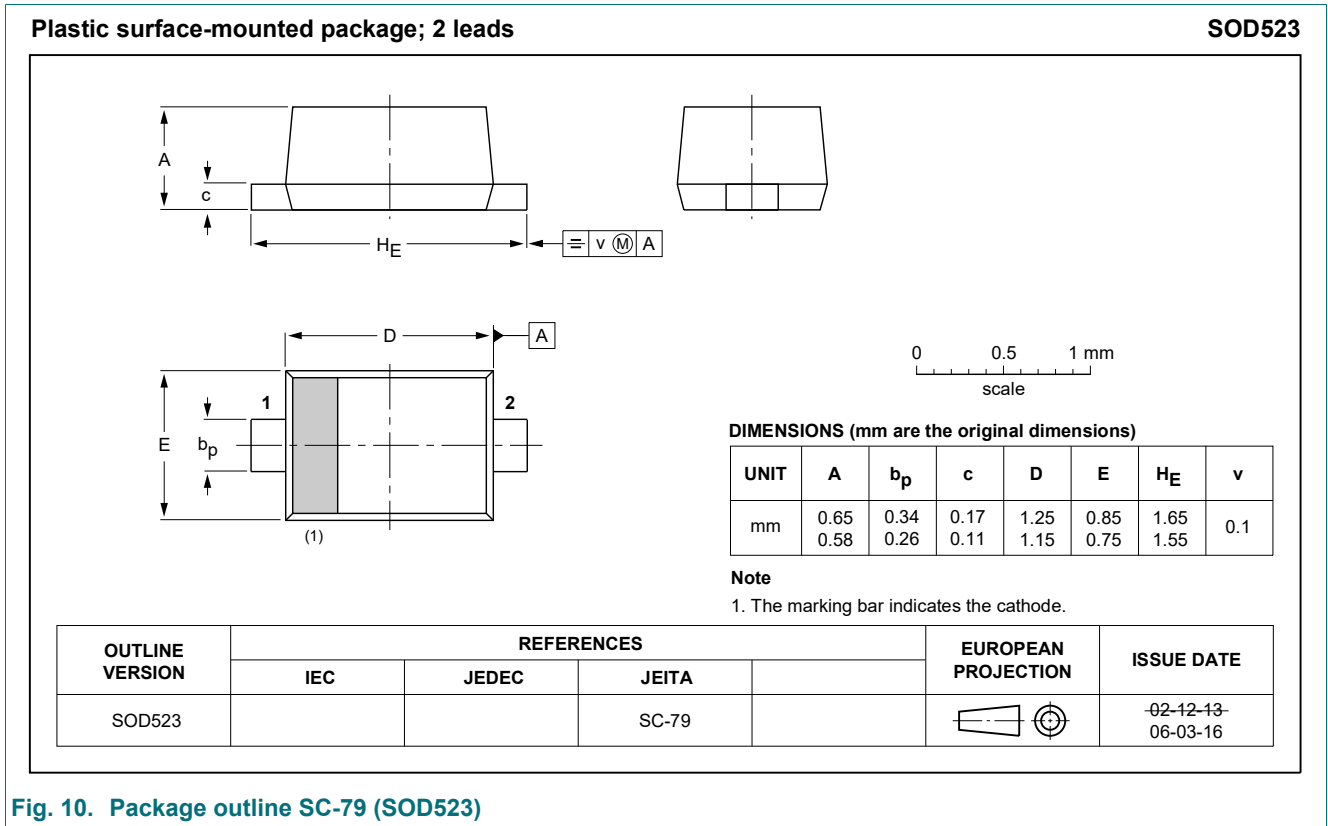 Plastic surface-mounted package; 2 leads SOD523
A
c
HE
v M A
D
A
1
2
E
bp
(1)
0 0.5 1 mm
scale
DIMENSIONS (mm are the original dimensions)
UNIT A bp c D E HE v
mm 0.65 0.34 0.17 1.25 0.85 1.65 0.1
0.58 0.26 0.11 1.15 0.75 1.55
Note
1. The marking bar indicates the cathode.
OUTLINE VERSION REFERENCES EUROPEAN PROJECTION ISSUE DATE
IEC JEDEC JEITA
SOD523 SC-79 02-12-13
06-03-16
Fig. 10. Package outline SC-79 (SOD523)